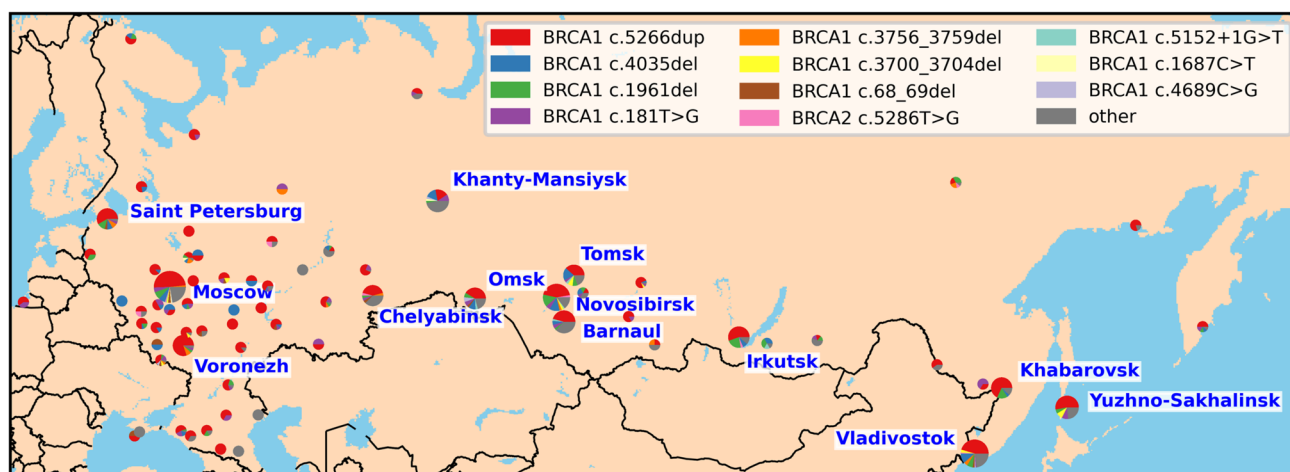 BRCA1 c.5266dup
BRCA1 c.4035del
BRCA1 c.1961del
BRCA1 c.181T>G
BRCA1 c.3756_3759del
BRCA1 c.3700_3704del
BRCA1 c.68_69del
BRCA2 c.5286T>G
BRCA1 c.5152+1G>T
BRCA1 c.1687C>T
BRCA1 c.4689C>G
other
Khanty-Mansiysk
Saint Petersburg
Tomsk
Omsk
Moscow
Novosibirsk
Chelyabinsk
Barnaul
Voronezh
Irkutsk
Khabarovsk
Yuzhno-Sakhalinsk
Vladivostok